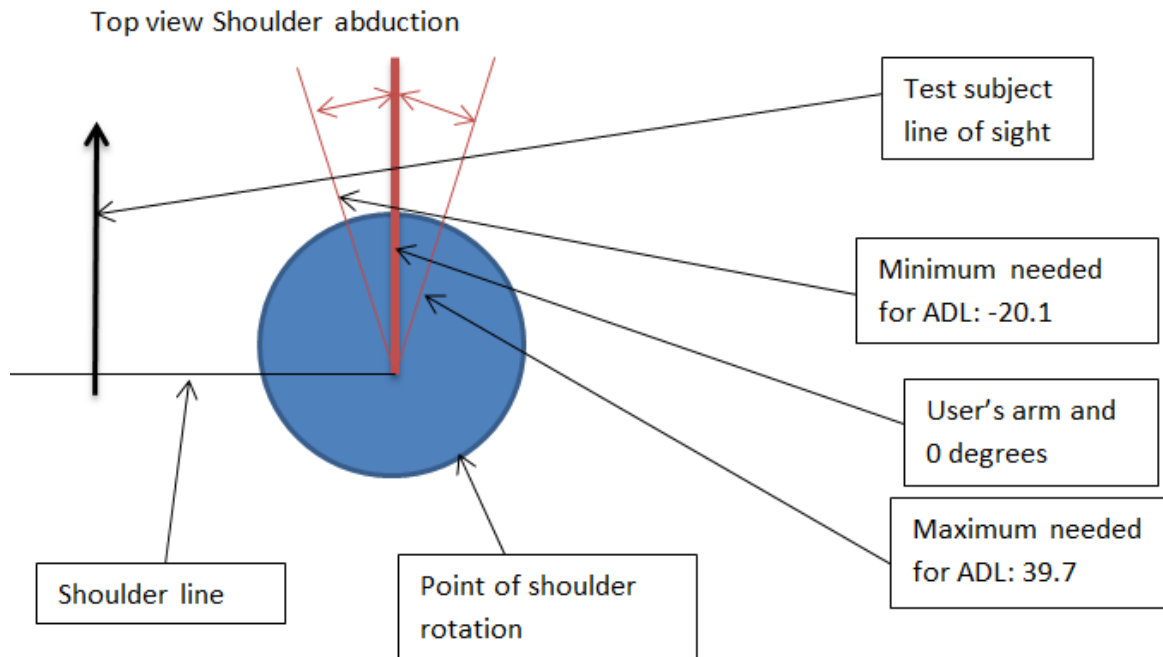 Top view Shoulder abduction
Test subject
line of sight
Minimum needed
for ADL: -20.1
User's arm and
0 degrees
Maximum needed
for ADL: 39.7
Shoulder line
Point of shoulder
rotation